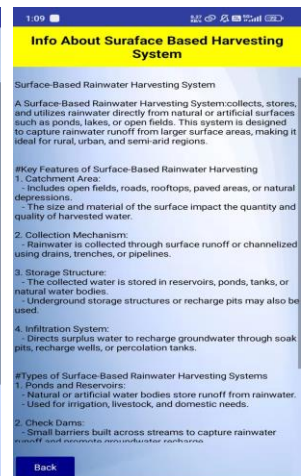 1:09
Info About Suraface Based Harvesting
System
Surface-Based Rainwater Harvesting System
A Surface-Based Rainwater Harvesting System:collects, stores,
and utilizes rainwater directly from natural or artificial surfaces
such as ponds, lakes, or open fields. This system is designed
to capture rainwater runoff from larger surface areas, making it
ideal for rural, urban, and semi-arid regions.
#Key Features of Surface-Based Rainwater Harvesting
1. Catchment Area:
- Includes open fields, roads, rooftops, paved areas, or natural
depressions.
- The size and material of the surface impact the quantity and
quality of harvested water.
2. Collection Mechanism:
- Rainwater is collected through surface runoff or channelized
using drains, trenches, or pipelines.
3. Storage Structure:
- The collected water is stored in reservoirs, ponds, tanks, or
natural water bodies.
- Underground storage structures or recharge pits may also be
used.
4. Infiltration System:
- Directs surplus water to recharge groundwater through soak
pits, recharge wells, or percolation tanks.
#Types of Surface-Based Rainwater Harvesting Systems
1. Ponds and Reservoirs:
- Natural or artificial water bodies store runoff from rainwater.
- Used for irrigation, livestock, and domestic needs.
2. Check Dams:
- Small barriers built across streams to capture rainwater
runoff and promote groundwater recharge.
Back